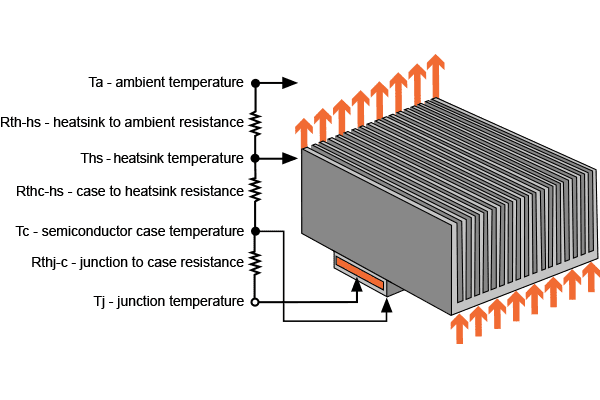 Ta - ambient temperature
Rth-hs - heatsink to ambient resistance
Ths - heatsink temperature
Rthc-hs - case to heatsink resistance
Tc - semiconductor case temperature
Rthj-c - junction to case resistance
Tj - junction temperature